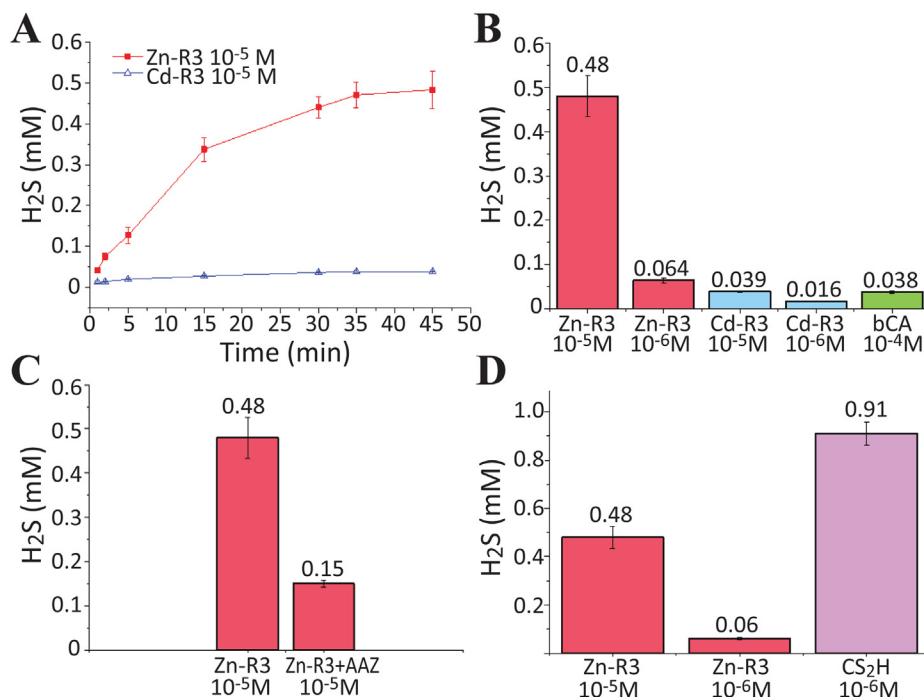 A
H₂S (mM)
0.6
0.5
0.4
0.3
0.2
0.1
0
Zn-R3 10⁻⁵ M
Cd-R3 10⁻⁵ M
0 5 15 25 30 35 40 45 50
Time (min)
B
H₂S (mM)
0.6
0.5
0.4
0.3
0.2
0.1
0
0.48
0.064
0.039
0.016
0.038
Zn-R3 Zn-R3 Cd-R3 Cd-R3 bCA
10⁻⁵M 10⁻⁶M 10⁻⁵M 10⁻⁶M 10⁻⁴M
C
H₂S (mM)
0.6
0.5
0.4
0.3
0.2
0.1
0
0.48
0.15
Zn-R3 Zn-R3+AAZ
10⁻⁵M 10⁻⁵M
D
H₂S (mM)
1.0
0.8
0.6
0.4
0.2
0.48
0.06
0.91
Zn-R3 Zn-R3 CS₂H
10⁻⁵M 10⁻⁶M 10⁻⁶M